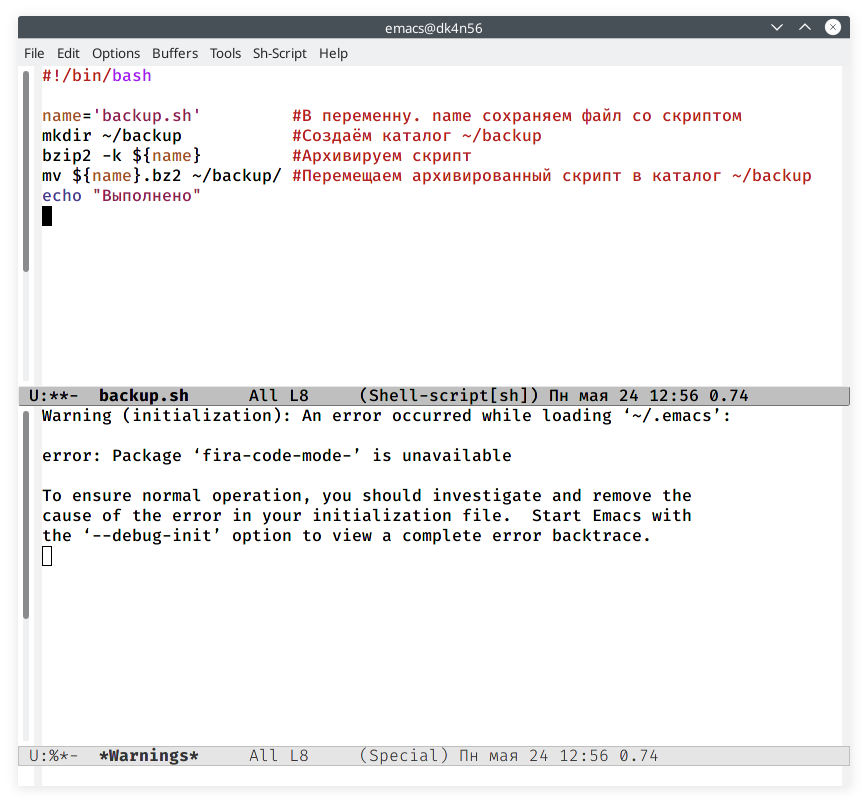 emacs@dk4n56
File Edit Options Buffers Tools Sh-Script Help
#!/bin/bash
name='backup.sh' #В переменну. name сохраняем файл со скриптом
mkdir ~/backup #Создаём каталог ~/backup
bzip2 -k ${name} #Архивируем скрипт
mv ${name}.bz2 ~/backup/ #Перемещаем архивированный скрипт в каталог ~/backup
echo "Выполнено"
U:**- backup.sh All L8 (Shell-script[sh]) Пн мая 24 12:56 0.74
Warning (initialization): An error occurred while loading ‘~/.emacs’:
error: Package ‘fira-code-mode-’ is unavailable
To ensure normal operation, you should investigate and remove the
cause of the error in your initialization file. Start Emacs with
the ‘--debug-init’ option to view a complete error backtrace.
U:%*- *Warnings* All L8 (Special) Пн мая 24 12:56 0.74